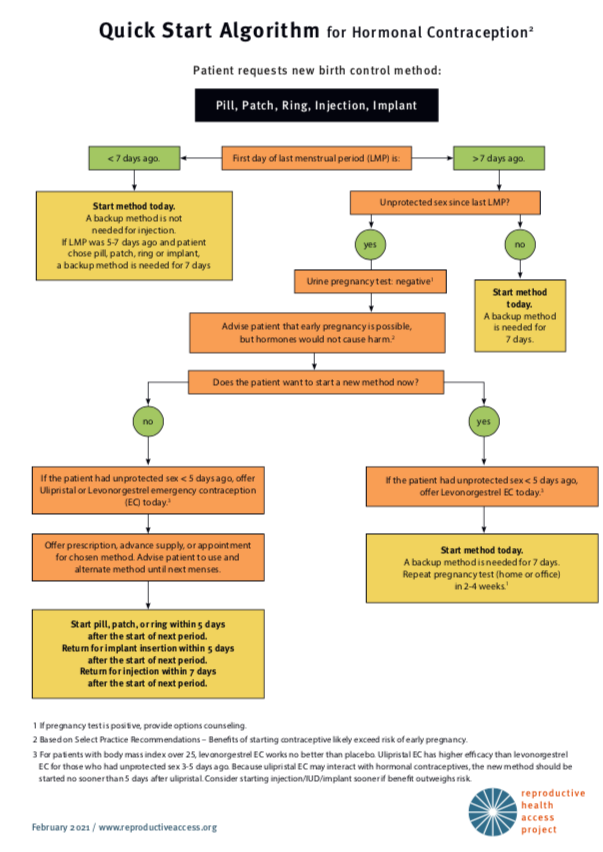 Quick Start Algorithm for Hormonal Contraception²
Patient requests new birth control method:
Pill, Patch, Ring, Injection, Implant
< 7 days ago.
First day of last menstrual period (LMP) is:
> 7 days ago.
Start method today.
A backup method is not
needed for injection.
If LMP was 5-7 days ago and patient
chose pill, patch, ring or implant,
a backup method is needed for 7 days
Unprotected sex since last LMP?
yes
no
Urine pregnancy test: negative¹
Start method
today.
A backup method
is needed for
7 days.
Advise patient that early pregnancy is possible,
but hormones would not cause harm.²
Does the patient want to start a new method now?
no
yes
If the patient had unprotected sex < 5 days ago, offer
Ulipristal or Levonorgestrel emergency contraception
(EC) today.³
If the patient had unprotected sex < 5 days ago,
offer Levonorgestrel EC today.³
Offer prescription, advance supply, or appointment
for chosen method. Advise patient to use and
alternate method until next menses.
Start method today.
A backup method is needed for 7 days.
Repeat pregnancy test (home or office)
in 2-4 weeks.¹
Start pill, patch, or ring within 5 days
after the start of next period.
Return for implant insertion within 5 days
after the start of next period.
Return for injection within 7 days
after the start of next period.
1 If pregnancy test is positive, provide options counseling.
2 Based on Select Practice Recommendations – Benefits of starting contraceptive likely exceed risk of early pregnancy.
3 For patients with body mass index over 25, levonorgestrel EC works no better than placebo. Ulipristal EC has higher efficacy than levonorgestrel
EC for those who had unprotected sex 3-5 days ago. Because ulipristal EC may interact with hormonal contraceptives, the new method should be
started no sooner than 5 days after ulipristal. Consider starting injection/IUD/implant sooner if benefit outweighs risk.
reproductive
health
access
project
February 2021 / www.reproductiveaccess.org